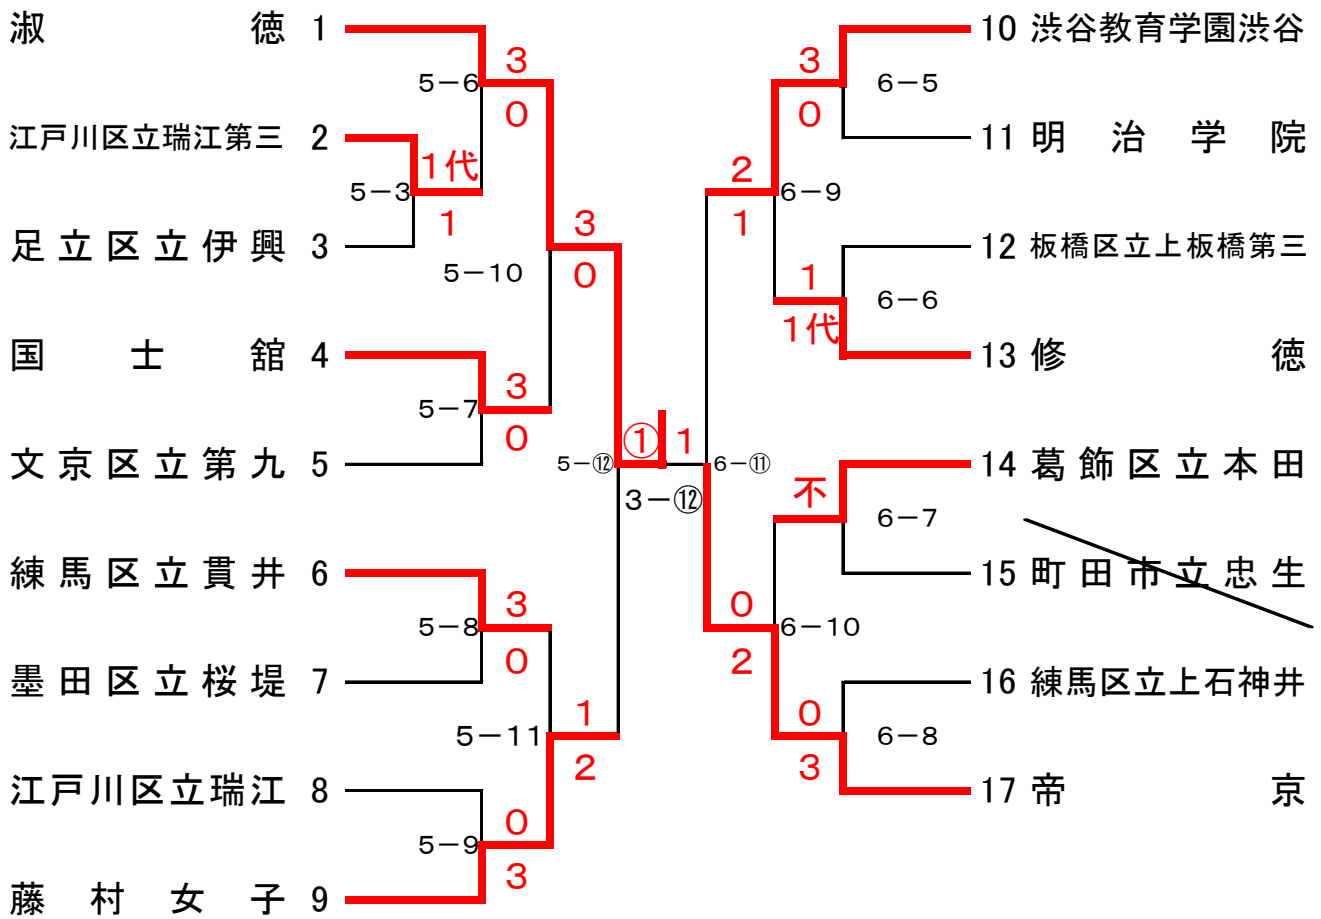 淑徳 1
3
5－6
0
江戸川区立瑞江第三 2
1代
5－3
1
足立区立伊興 3
3
5－10
0
国士舘 4
3
5－7
0
文京区立第九 5
5－⑫
① 1
3－⑫
練馬区立貫井 6
3
5－8
0
墨田区立桜堤 7
1
5－11
2
江戸川区立瑞江 8
0
5－9
3
藤村女子 9
10 渋谷教育学園渋谷
3
6－5
0
11 明治学院
2
6－9
1
12 板橋区立上板橋第三
1
6－6
1代
13 修徳
6－⑪
14 葛飾区立本田
不
6－7
15 町田市立忠生
0
6－10
2
16 練馬区立上石神井
0
6－8
3
17 帝京